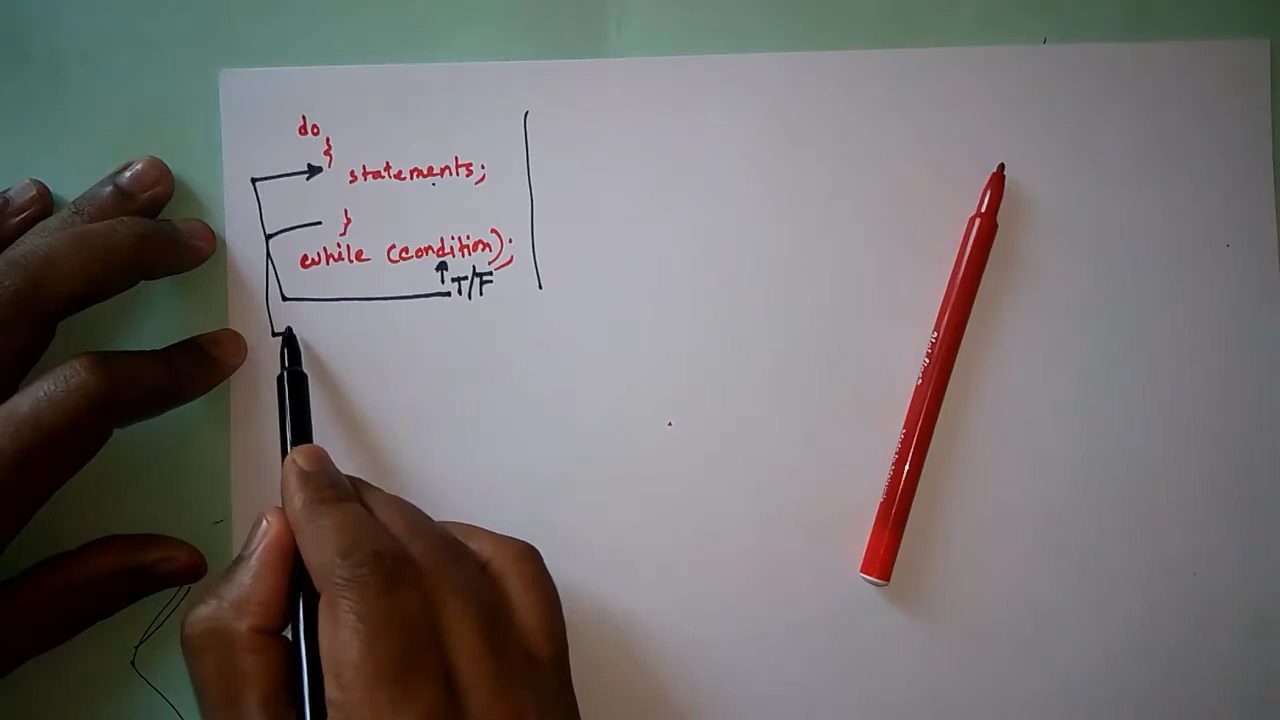 do
{
statements;
}
while (condition);
T/F